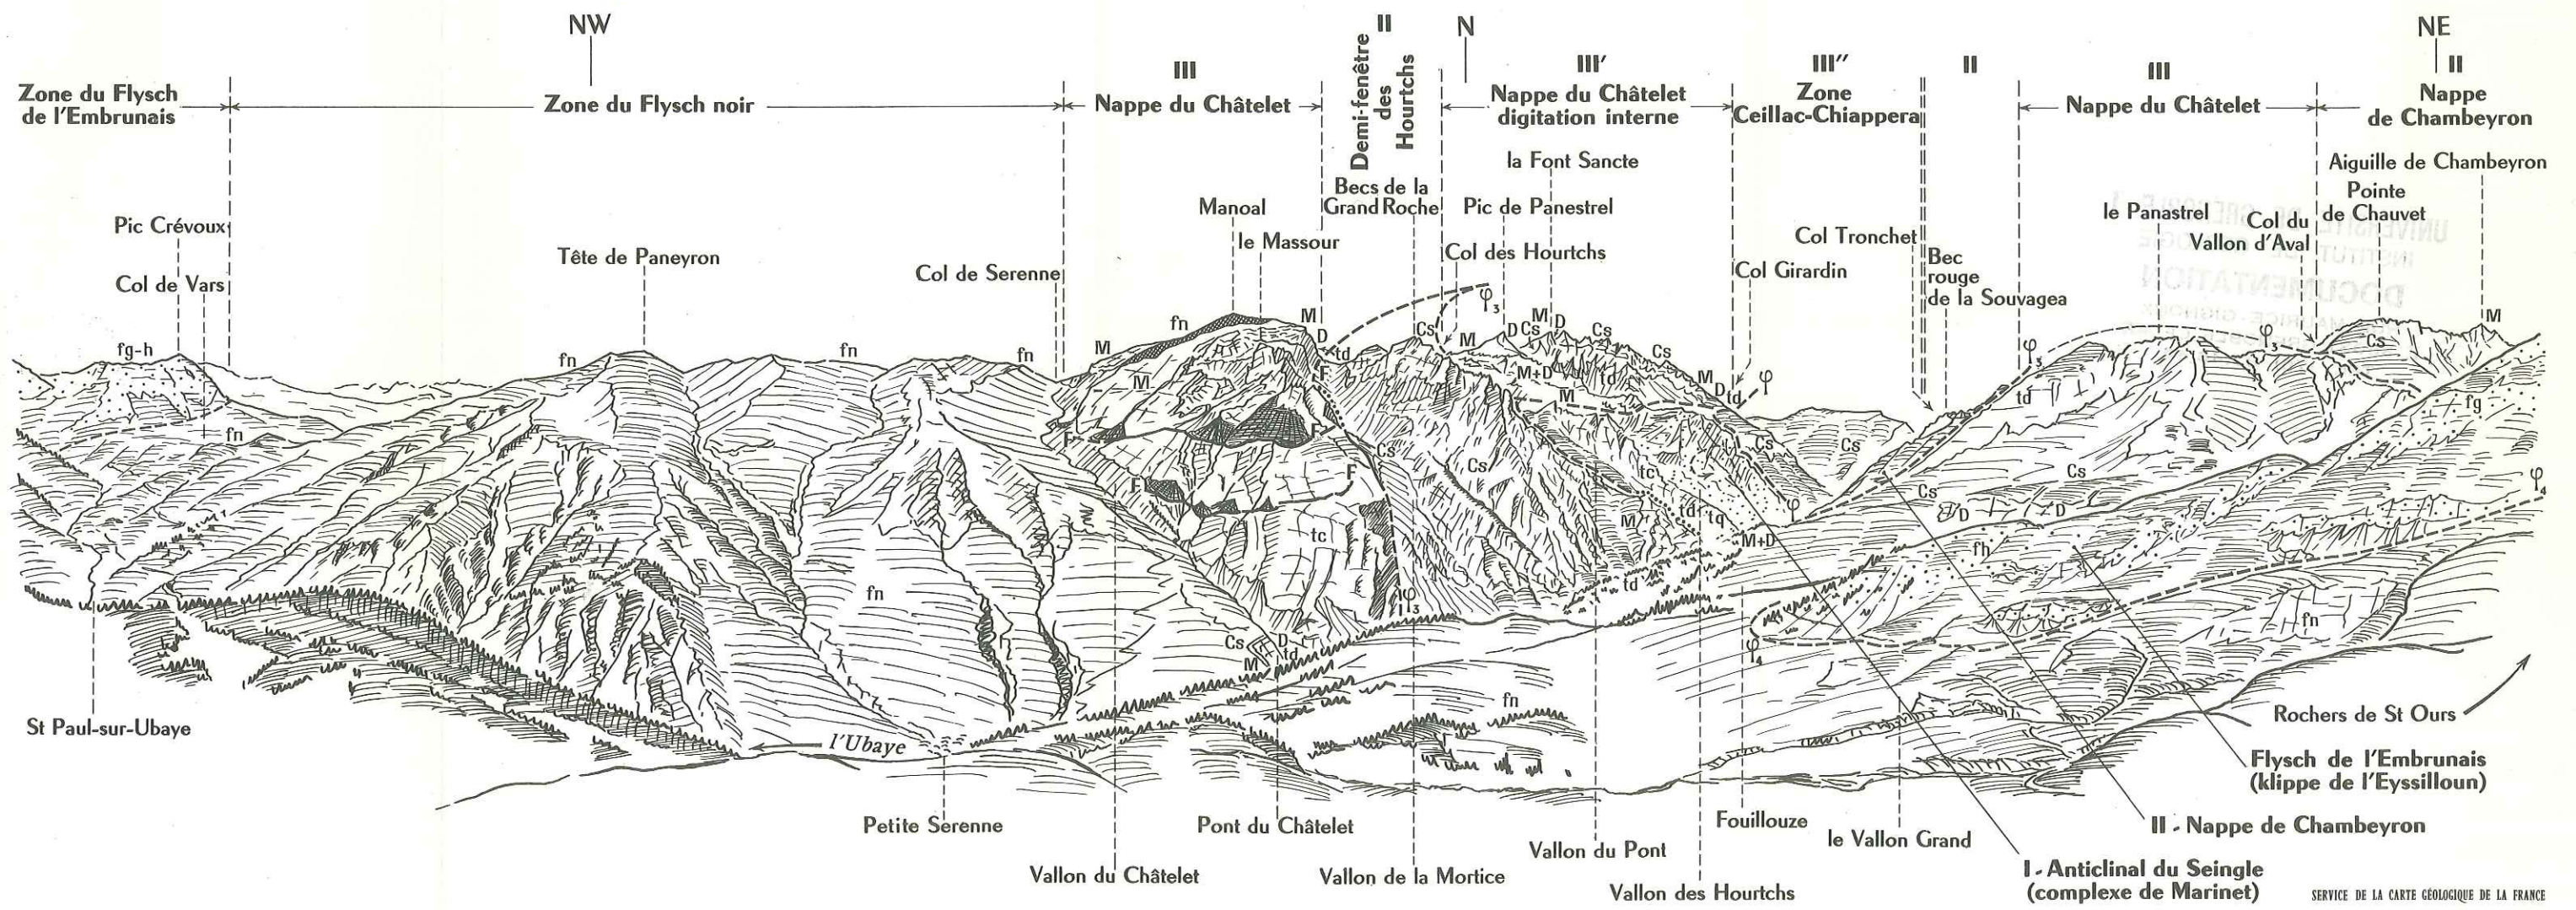 NW
N
NE
Zone du Flysch
de l'Embrunais
Zone du Flysch noir
III
Nappe du Châtelet
II
Demi-fenêtre
des
Hourtchs
III'
Nappe du Châtelet
digitation interne
III"
Zone
Ceillac-Chiappera
II
III
Nappe du Châtelet
II
Nappe
de Chambeyron
Pic Crévoux
Col de Vars
Tête de Paneyron
Col de Serenne
Manoal
le Massour
Becs de la
Grand Roche
la Font Sancte
Pic de Panestrel
Col des Hourtchs
Col Girardin
Col Tronchet
Bec
rouge
de la Souvagea
le Panastrel
Col du
Vallon d'Aval
Aiguille de Chambeyron
Pointe
de Chauvet
fg-h
fn
fn
fn
fn
fn
M
M
M
D
td
F
F
F
F
F
φ3
Cs
M
D
Cs
M
D
Cs
Cs
M+D
td
M
M
D
td
φ
φ3
td
φ3
Cs
M
fg
Cs
Cs
Cs
Cs
tc
Cs
Cs
D
D
φ4
M
td
tq
φ
M+D
tc
fn
fh
td
φ3
φ4
fn
Cs
D
td
M
fn
St Paul-sur-Ubaye
l'Ubaye
Petite Serenne
Vallon du Châtelet
Pont du Châtelet
Vallon de la Mortice
Vallon du Pont
Vallon des Hourtchs
Fouillouze
le Vallon Grand
Rochers de St Ours
Flysch de l'Embrunais
(klippe de l'Eyssilloun)
II - Nappe de Chambeyron
I - Anticlinal du Seingle
(complexe de Marinet)
SERVICE DE LA CARTE GÉOLOGIQUE DE LA FRANCE